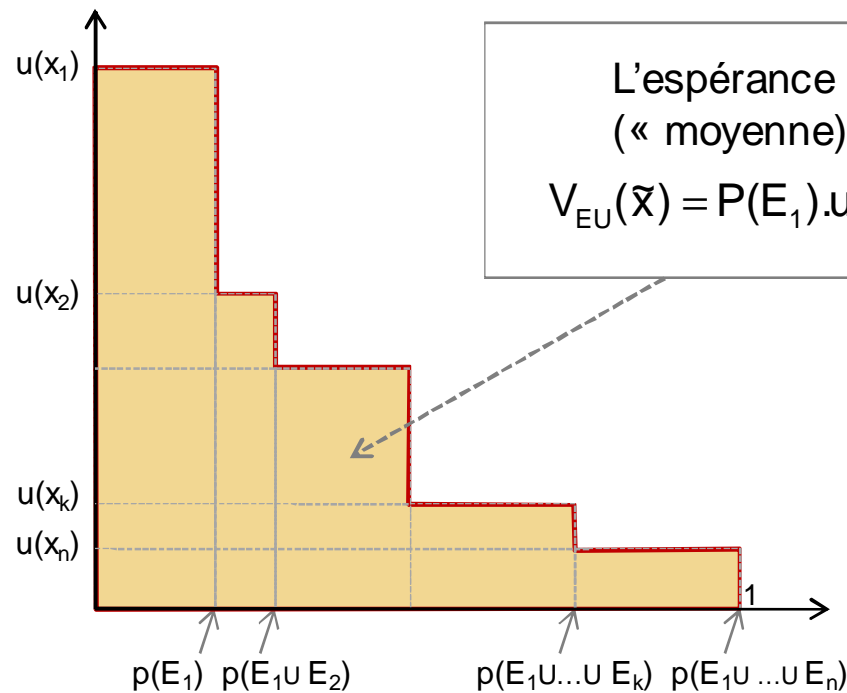 u(x₁)
L'espérance
(« moyenne)
V_EU(x̃) = P(E₁).u
u(x₂)
u(xₖ)
u(xₙ)
1
p(E₁) p(E₁∪ E₂) p(E₁∪...∪ Eₖ) p(E₁∪ ...∪ Eₙ)